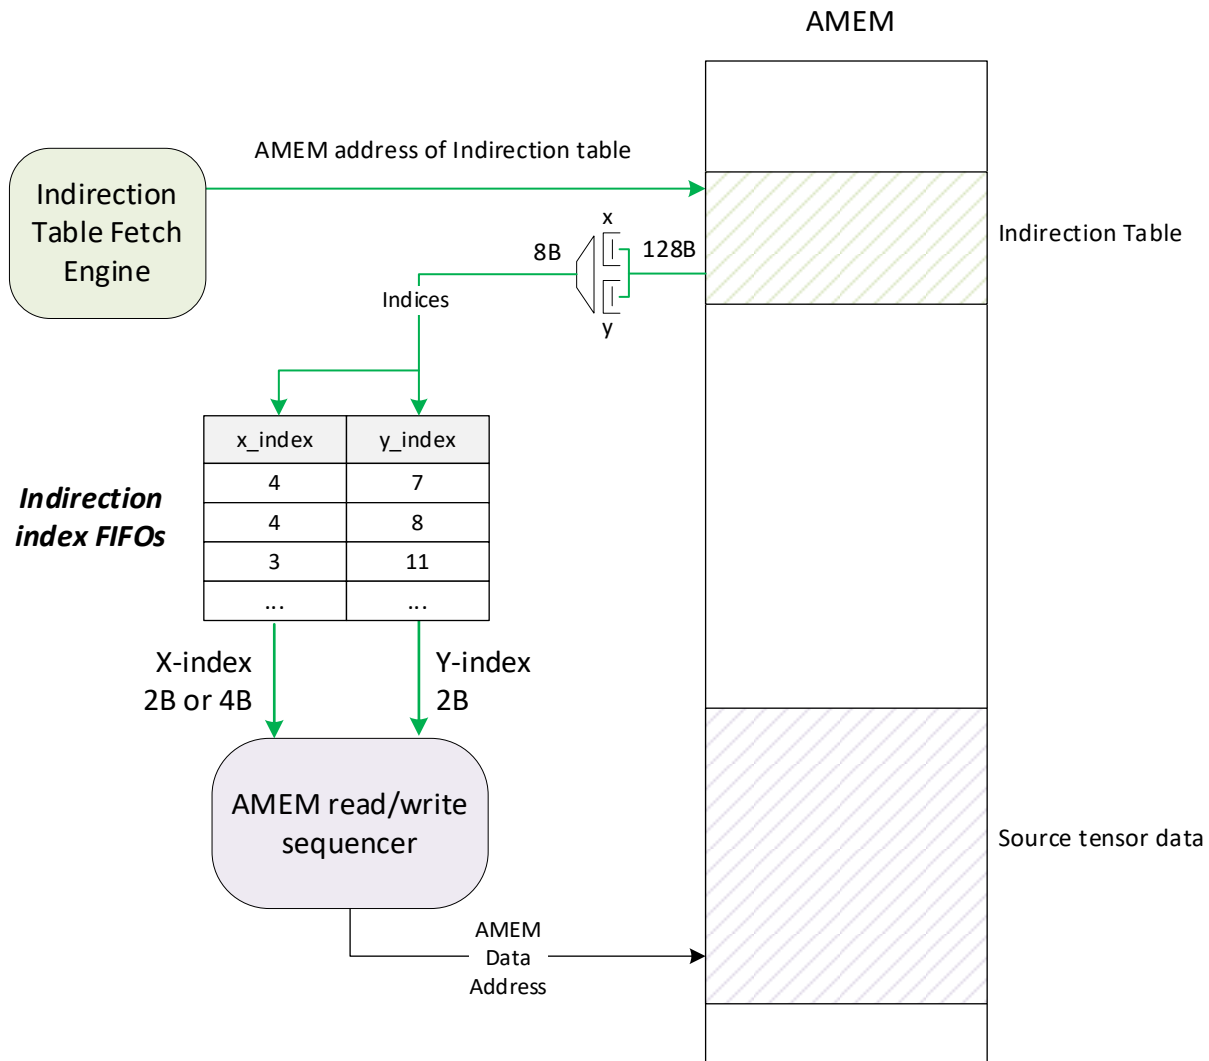 AMEM
AMEM address of Indirection table
Indirection
Table Fetch
Engine
x
8B
128B
Indirection Table
Indices
y
x_index
y_index
4
7
4
8
3
11
...
...
Indirection
index FIFOs
X-index
2B or 4B
Y-index
2B
AMEM read/write
sequencer
Source tensor data
AMEM
Data
Address